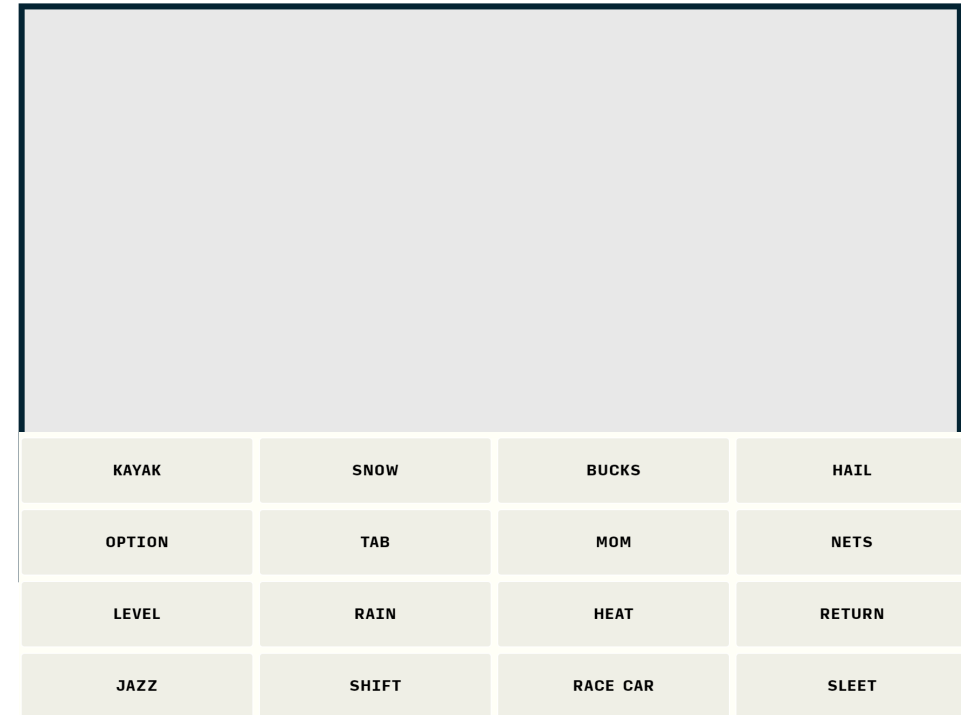 KAYAK SNOW BUCKS HAIL
OPTION TAB MOM NETS
LEVEL RAIN HEAT RETURN
JAZZ SHIFT RACE CAR SLEET